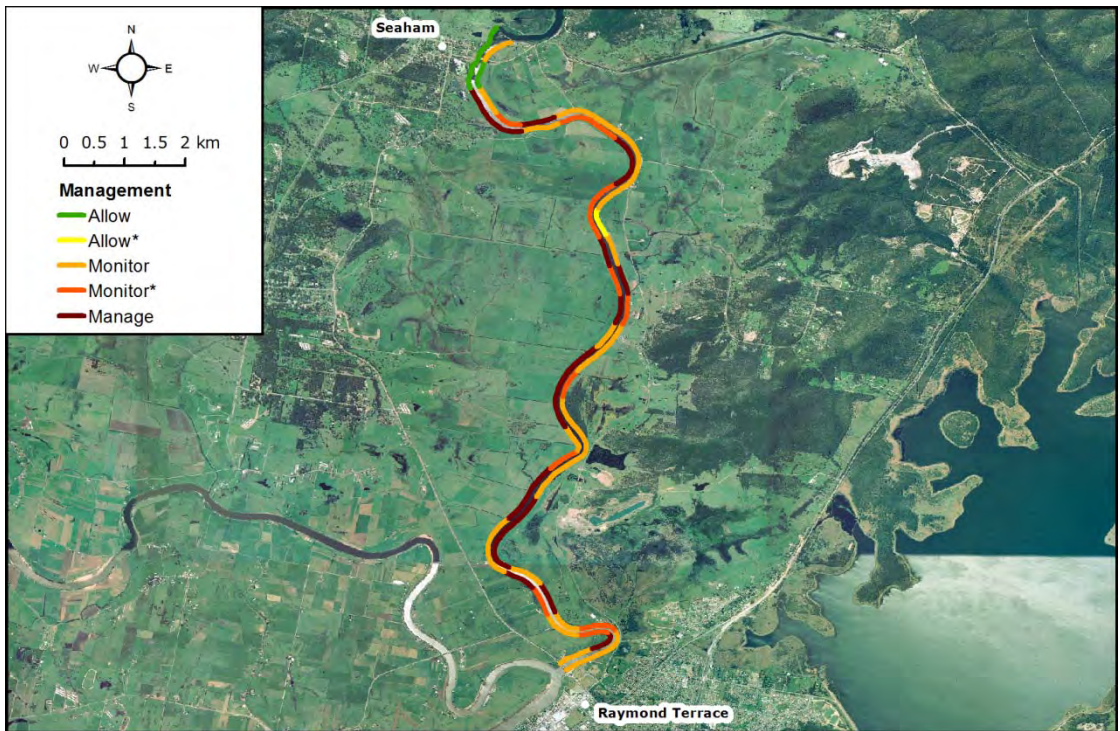 Seaham
N
W E
S
0 0.5 1 1.5 2 km
Management
Allow
Allow*
Monitor
Monitor*
Manage
Raymond Terrace